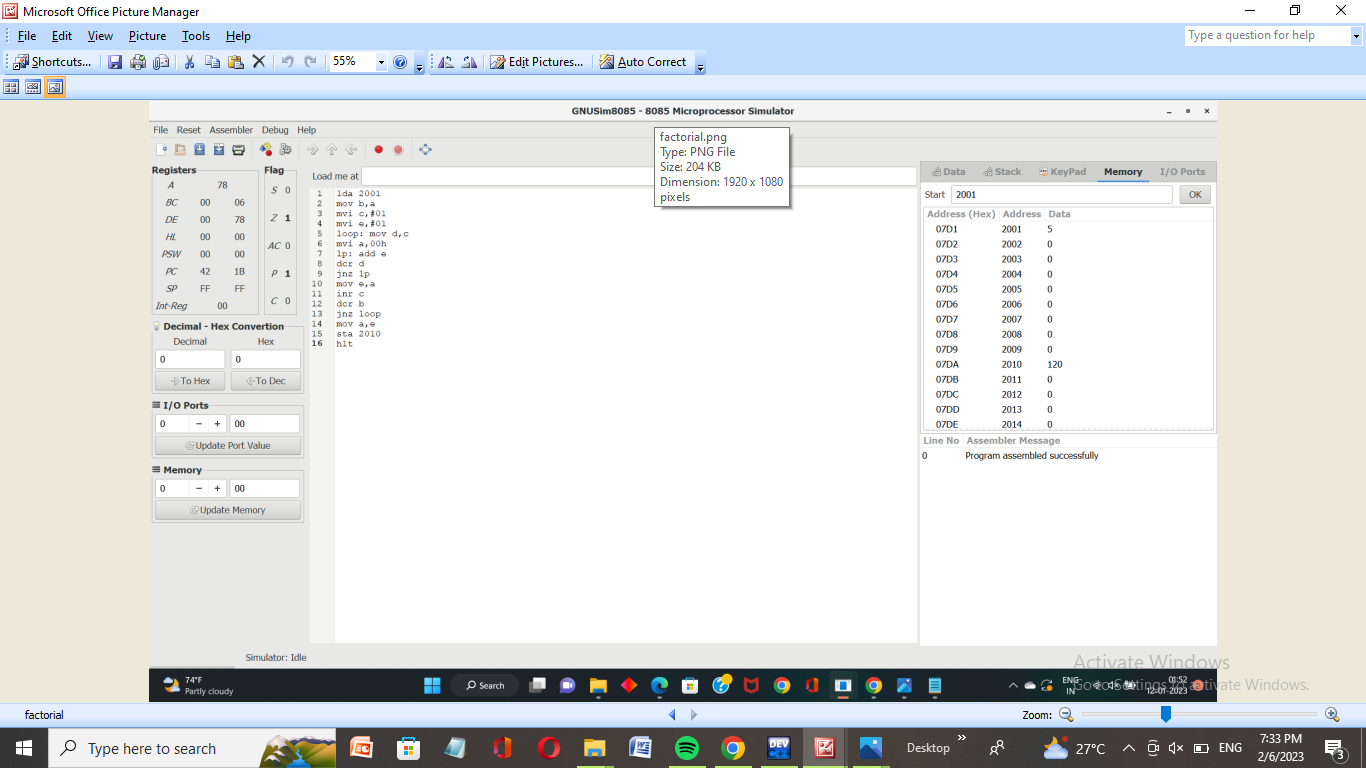 Microsoft Office Picture Manager
File Edit View Picture Tools Help
Type a question for help
Shortcuts... 55% Edit Pictures... Auto Correct
GNUSim8085 - 8085 Microprocessor Simulator
File Reset Assembler Debug Help
factorial.png
Type: PNG File
Size: 204 KB
Dimension: 1920 x 1080
pixels
Registers
A 78
BC 00 06
DE 00 78
HL 00 00
PSW 00 00
PC 42 1B
SP FF FF
Int-Reg 00
Flag
S 0
Z 1
AC 0
P 1
C 0
Decimal - Hex Convertion
Decimal Hex
0 0
To Hex To Dec
I/O Ports
0 − + 00
Update Port Value
Memory
0 − + 00
Update Memory
Load me at
1 lda 2001
2 mov b,a
3 mvi c,#01
4 mvi e,#01
5 loop: mov d,c
6 mvi a,00h
7 lp: add e
8 dcr d
9 jnz lp
10 mov e,a
11 inr c
12 dcr b
13 jnz loop
14 mov a,e
15 sta 2010
16 hlt
Data Stack KeyPad Memory I/O Ports
Start 2001 OK
Address (Hex) Address Data
07D1 2001 5
07D2 2002 0
07D3 2003 0
07D4 2004 0
07D5 2005 0
07D6 2006 0
07D7 2007 0
07D8 2008 0
07D9 2009 0
07DA 2010 120
07DB 2011 0
07DC 2012 0
07DD 2013 0
07DE 2014 0
Line No Assembler Message
0 Program assembled successfully
Simulator: Idle
Activate Windows
Go to Settings to activate Windows.
74°F
Partly cloudy
Search
ENG
IN
01:52
12-01-2023
factorial
Zoom:
Type here to search
Desktop
27°C
ENG
7:33 PM
2/6/2023
3